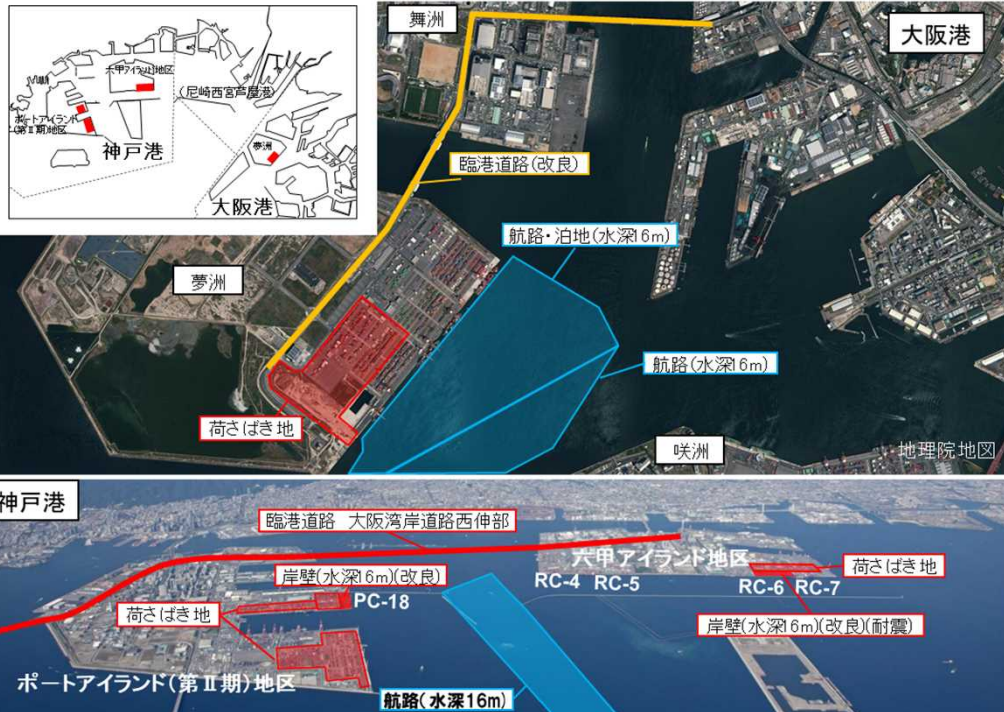 六甲アイランド地区
(尼崎西宮芦屋港)
ポートアイランド
(第Ⅱ期)地区
神戸港
夢洲
大阪港
舞洲
大阪港
臨港道路(改良)
航路・泊地(水深16m)
夢洲
航路(水深16m)
荷さばき地
咲洲
地理院地図
神戸港
臨港道路 大阪湾岸道路西伸部
六甲アイランド地区
岸壁(水深16m)(改良)
RC-4 RC-5
RC-6 RC-7
荷さばき地
PC-18
荷さばき地
岸壁(水深16m)(改良)(耐震)
ポートアイランド(第Ⅱ期)地区
航路(水深16m)